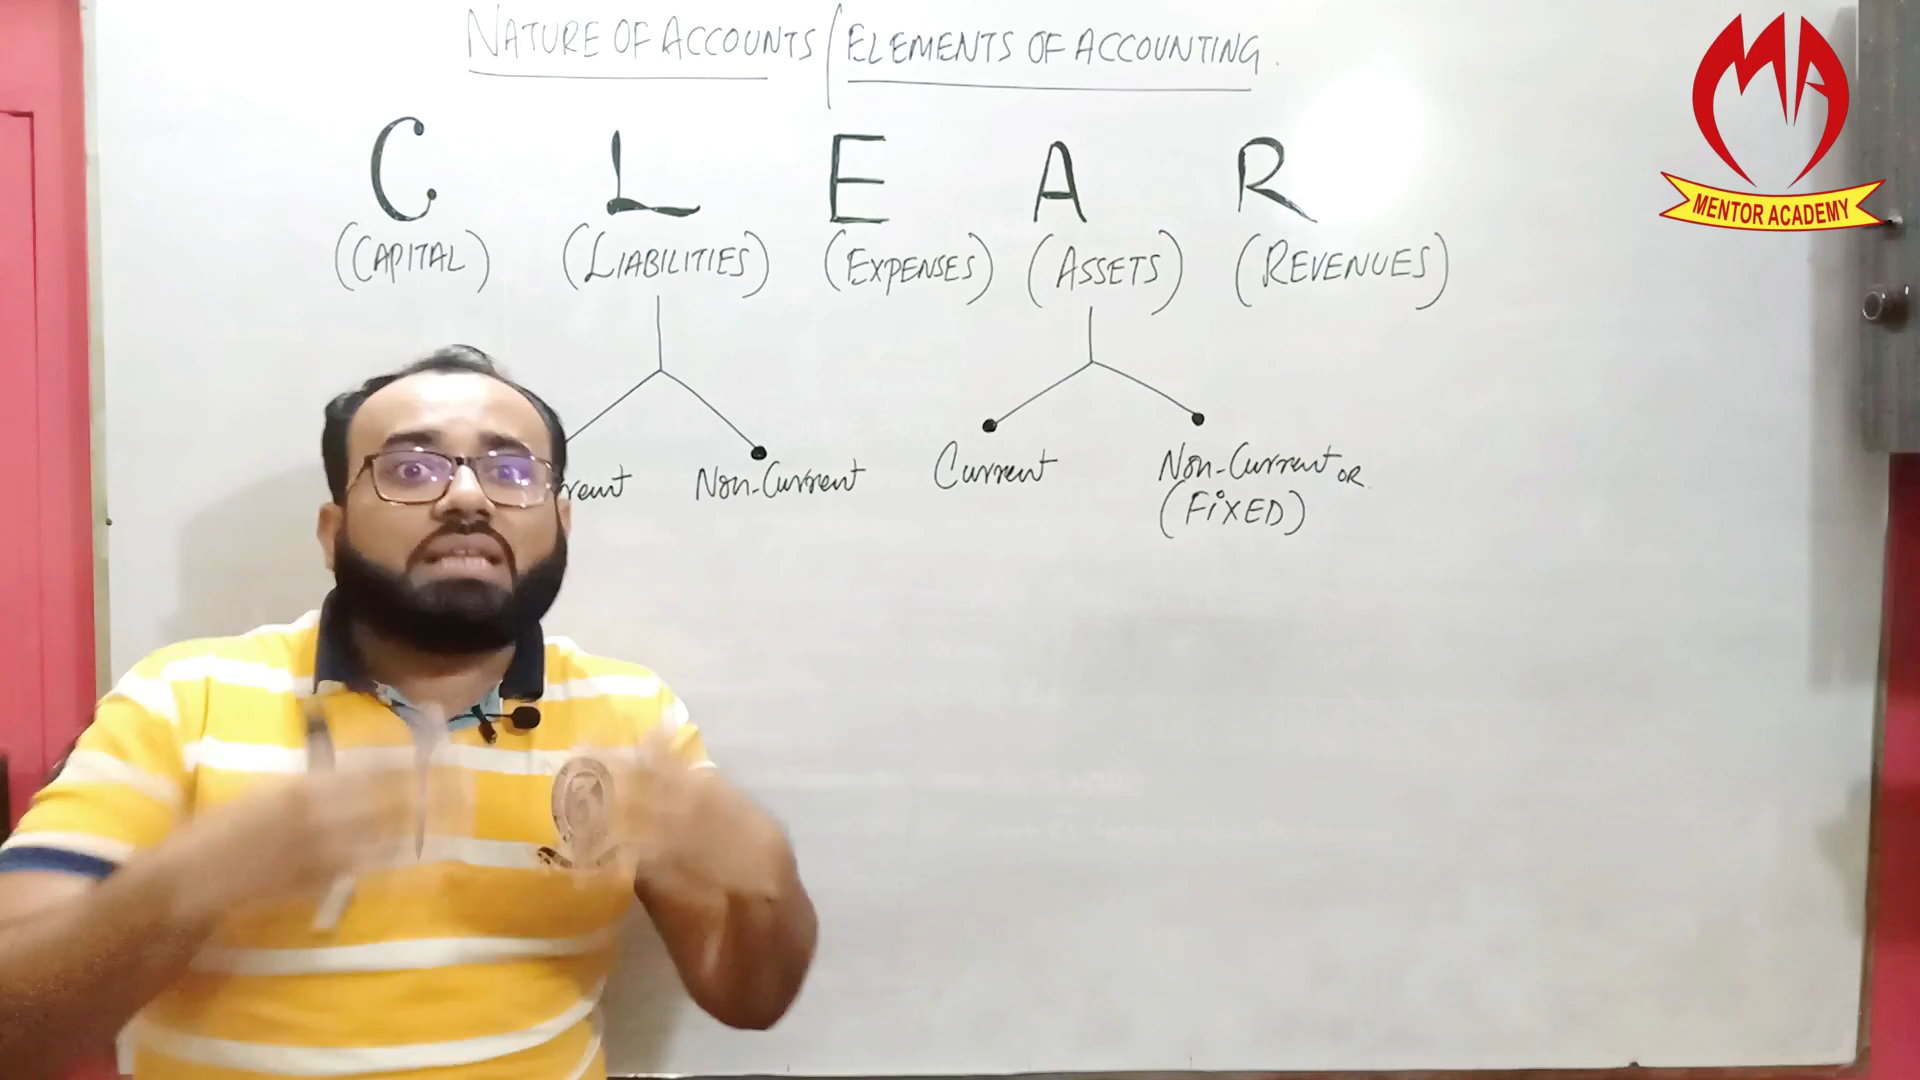 NATURE OF ACCOUNTS / ELEMENTS OF ACCOUNTING.
C L E A R
(CAPITAL) (LIABILITIES) (EXPENSES) (ASSETS) (REVENUES)
Non-Current Current Non-Current OR
(FIXED)
MENTOR ACADEMY